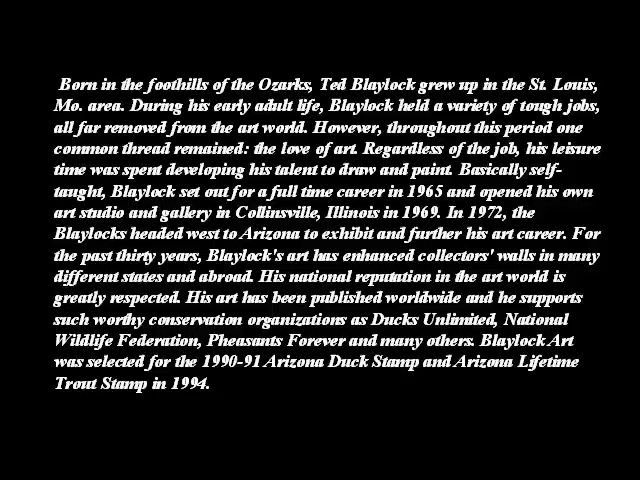 Born in the foothills of the Ozarks, Ted Blaylock grew up in the St. Louis,
Mo. area. During his early adult life, Blaylock held a variety of tough jobs,
all far removed from the art world. However, throughout this period one
common thread remained: the love of art. Regardless of the job, his leisure
time was spent developing his talent to draw and paint. Basically self-
taught, Blaylock set out for a full time career in 1965 and opened his own
art studio and gallery in Collinsville, Illinois in 1969. In 1972, the
Blaylocks headed west to Arizona to exhibit and further his art career. For
the past thirty years, Blaylock's art has enhanced collectors' walls in many
different states and abroad. His national reputation in the art world is
greatly respected. His art has been published worldwide and he supports
such worthy conservation organizations as Ducks Unlimited, National
Wildlife Federation, Pheasants Forever and many others. Blaylock Art
was selected for the 1990-91 Arizona Duck Stamp and Arizona Lifetime
Trout Stamp in 1994.